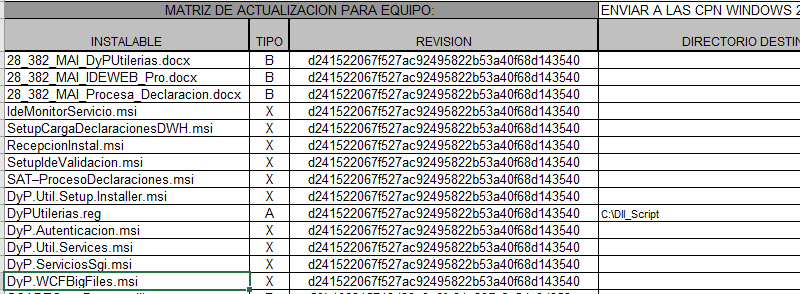 MATRIZ DE ACTUALIZACION PARA EQUIPO: ENVIAR A LAS CPN WINDOWS 2
INSTALABLE TIPO REVISION DIRECTORIO DESTIN
28_382_MAI_DyPUtilerias.docx B d241522067f527ac92495822b53a40f68d143540
28_382_MAI_IDEWEB_Pro.docx B d241522067f527ac92495822b53a40f68d143540
28_382_MAI_Procesa_Declaracion.docx B d241522067f527ac92495822b53a40f68d143540
IdeMonitorServicio.msi X d241522067f527ac92495822b53a40f68d143540
SetupCargaDeclaracionesDWH.msi X d241522067f527ac92495822b53a40f68d143540
RecepcionInstal.msi X d241522067f527ac92495822b53a40f68d143540
SetupIdeValidacion.msi X d241522067f527ac92495822b53a40f68d143540
SAT–ProcesoDeclaraciones.msi X d241522067f527ac92495822b53a40f68d143540
DyP.Util.Setup.Installer.msi X d241522067f527ac92495822b53a40f68d143540
DyPUtilerias.reg A d241522067f527ac92495822b53a40f68d143540 C:\Dll_Script
DyP.Autenticacion.msi X d241522067f527ac92495822b53a40f68d143540
DyP.Util.Services.msi X d241522067f527ac92495822b53a40f68d143540
DyP.ServiciosSgi.msi X d241522067f527ac92495822b53a40f68d143540
DyP.WCFBigFiles.msi X d241522067f527ac92495822b53a40f68d143540